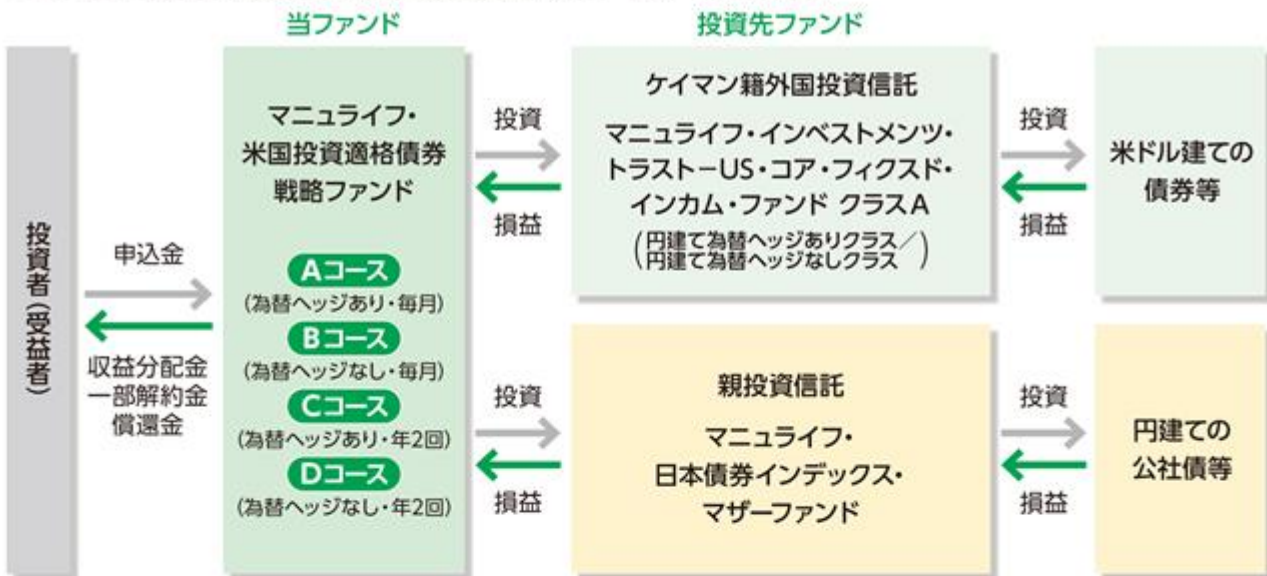 当ファンド
投資先ファンド
投資者(受益者)
申込金
収益分配金
一部解約金
償還金
マニュライフ・
米国投資適格債券
戦略ファンド
Aコース
(為替ヘッジあり・毎月)
Bコース
(為替ヘッジなし・毎月)
Cコース
(為替ヘッジあり・年2回)
Dコース
(為替ヘッジなし・年2回)
投資
損益
ケイマン籍外国投資信託
マニュライフ・インベストメンツ・
トラスト－US・コア・フィクスド・
インカム・ファンド クラスA
(円建て為替ヘッジありクラス／
円建て為替ヘッジなしクラス)
投資
損益
米ドル建ての
債券等
投資
損益
親投資信託
マニュライフ・
日本債券インデックス・
マザーファンド
投資
損益
円建ての
公社債等